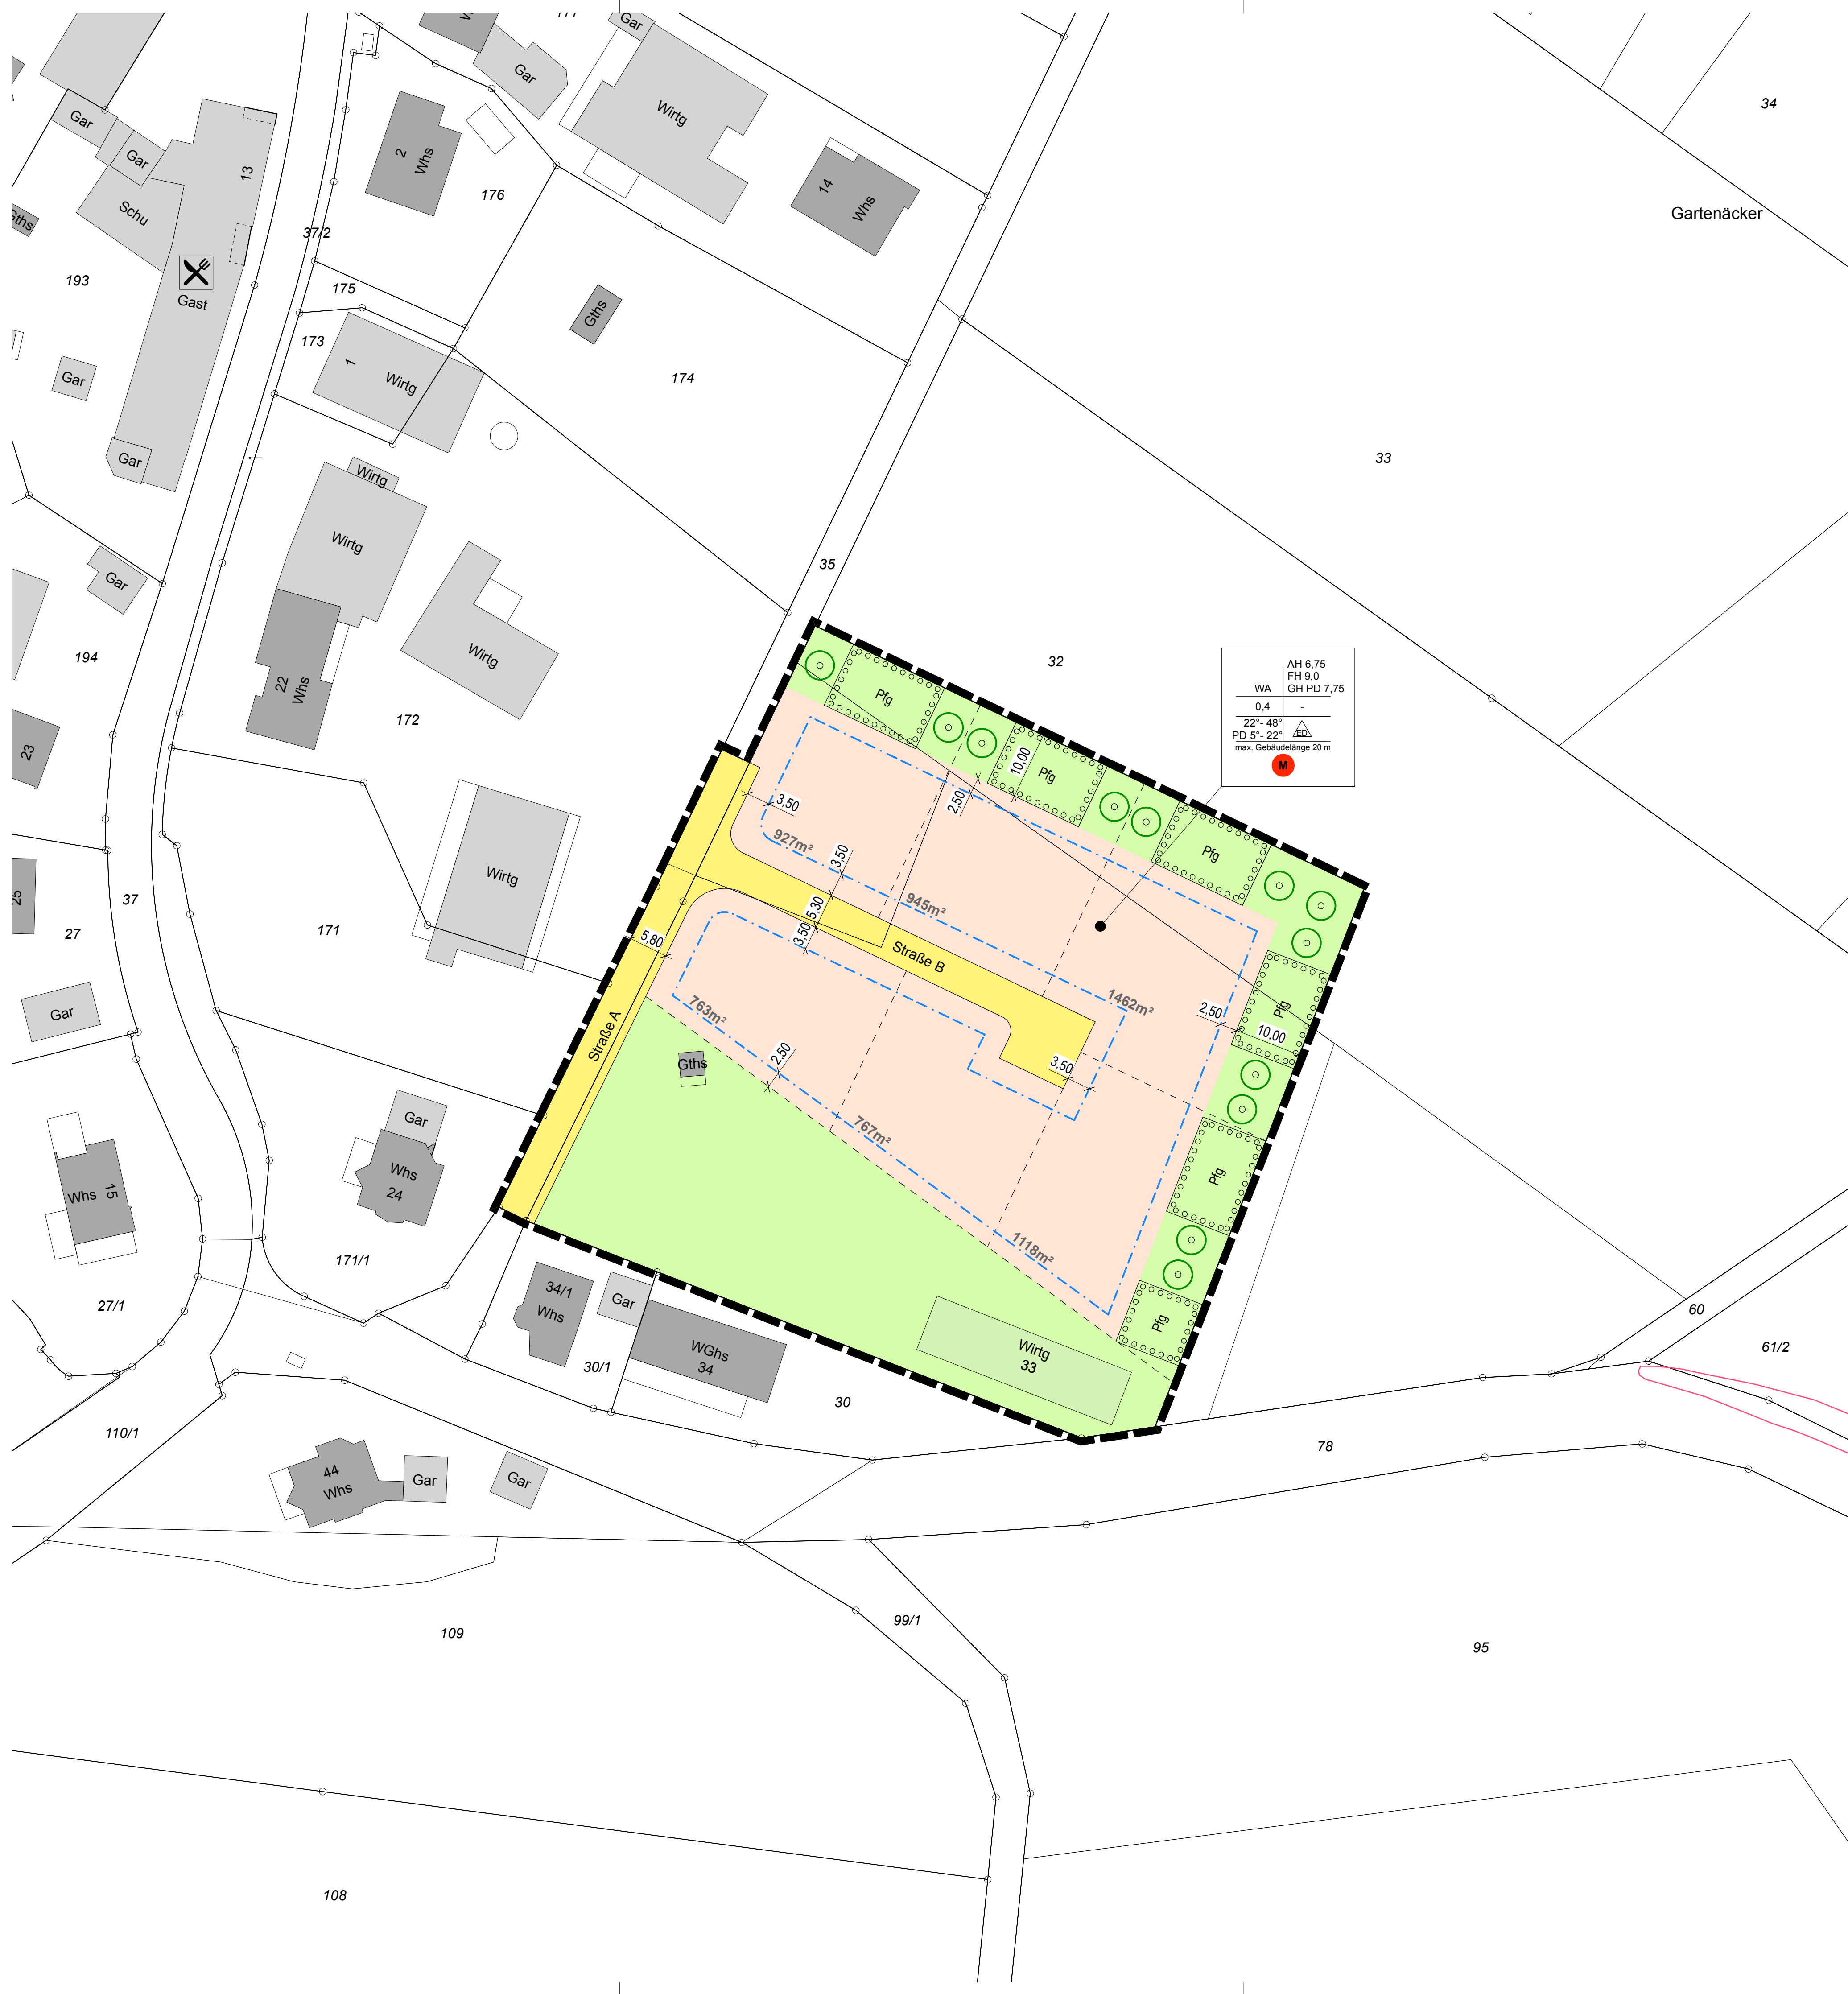 Gar
Gar
Wirtg
Gar
Gar
Schu
13
2
Whs
176
14
Whs
34
Gartenäcker
Gths
193
37/2
Gast
175
Gths
173
1
Wirtg
174
Gar
33
Gar
Wirtg
Wirtg
Gar
35
194
22
Whs
Wirtg
172
32
23
AH 6,75
FH 9,0
WA
GH PD 7,75
0,4
-
22°- 48°
PD 5°- 22°
ED
max. Gebäudelänge 20 m
M
Pfg
Pfg
10,00
2,50
3,50
927m²
3,50
Pfg
945m²
5,30
3,50
5,80
Straße B
Wirtg
25
37
27
171
Gar
763m²
Straße A
1462m²
2,50
Pfg
10,00
Gths
2,50
3,50
767m²
Gar
Whs
24
Whs
15
Pfg
1118m²
171/1
27/1
34/1
Whs
Gar
WGhs
34
30/1
30
Wirtg
33
Pfg
60
61/2
78
110/1
44
Whs
Gar
Gar
109
99/1
95
108